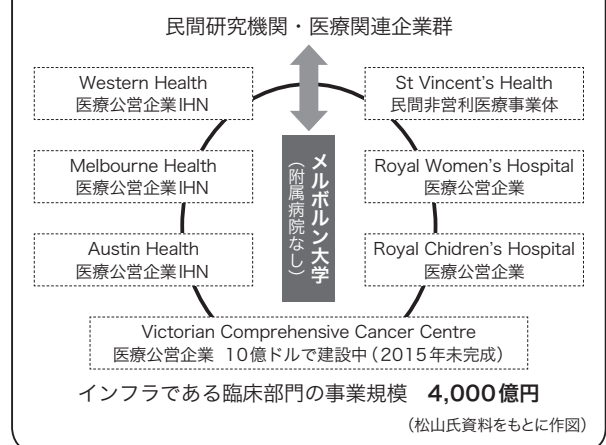 民間研究機関・医療関連企業群
Western Health
医療公営企業IHN
St Vincent's Health
民間非営利医療事業体
Melbourne Health
医療公営企業IHN
メルボルン大学
（附属病院なし）
Royal Women's Hospital
医療公営企業
Austin Health
医療公営企業IHN
Royal Chidren's Hospital
医療公営企業
Victorian Comprehensive Cancer Centre
医療公営企業 10億ドルで建設中（2015年未完成）
インフラである臨床部門の事業規模 4,000億円
（松山氏資料をもとに作図）